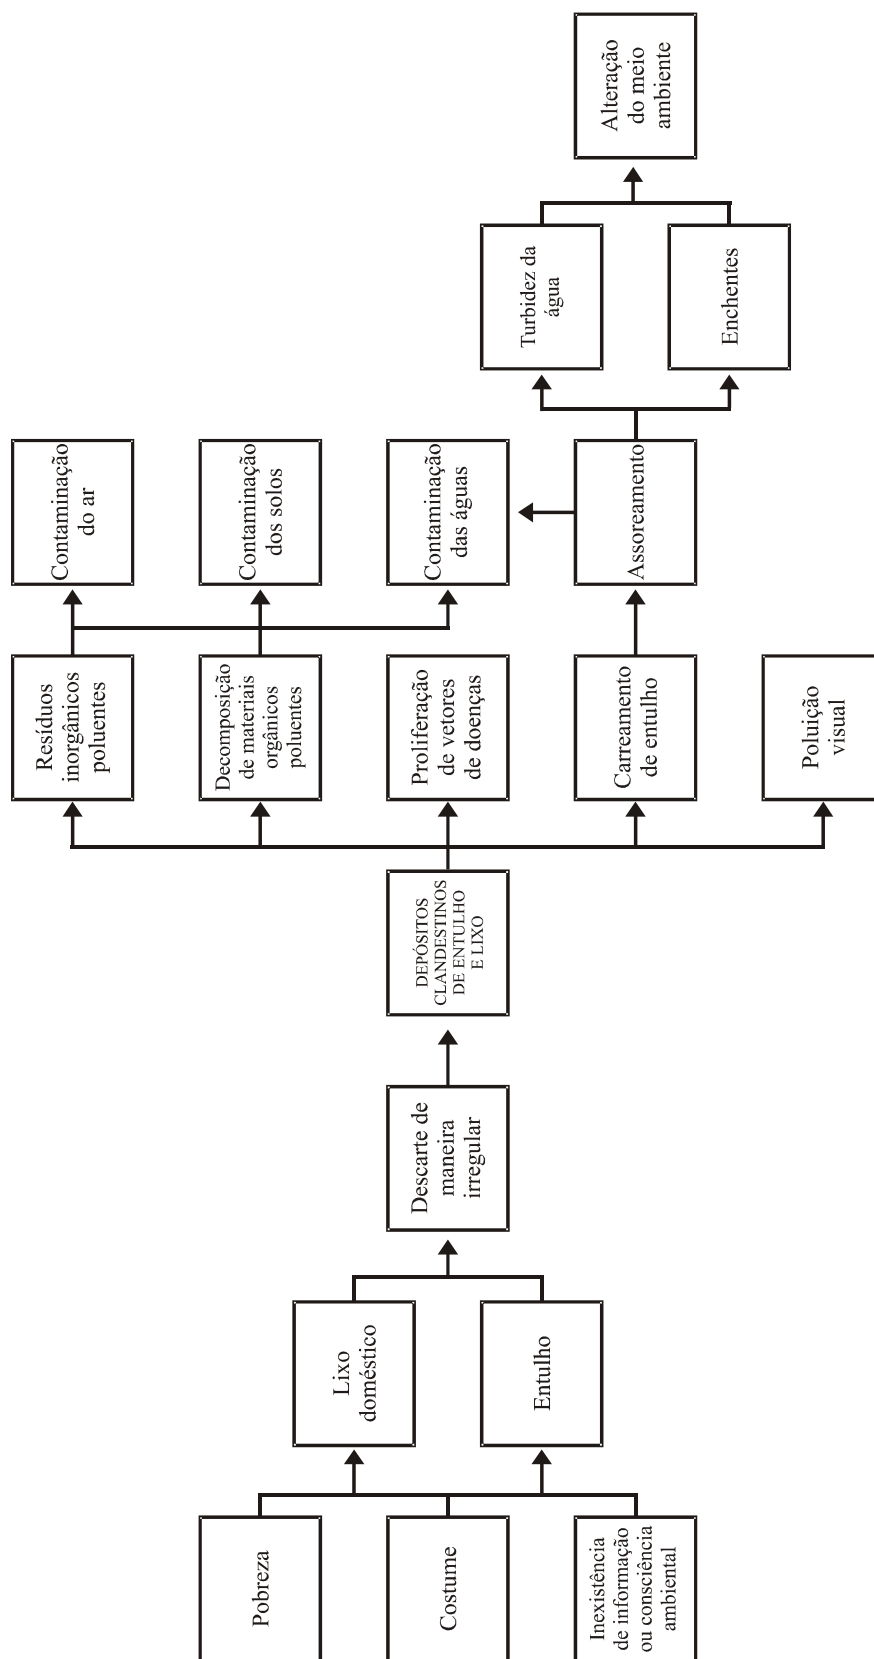 Pobreza
Costume
Inexistência
de informação
ou consciência
ambiental
Lixo
doméstico
Entulho
Descarte de
maneira
irregular
DEPÓSITOS
CLANDESTINOS
DE ENTULHO
E LIXO
Resíduos
inorgânicos
poluentes
Decomposição
de materiais
orgânicos
poluentes
Proliferação
de vetores
de doenças
Carreamento
de entulho
Poluição
visual
Contaminação
do ar
Contaminação
dos solos
Contaminação
das águas
Assoreamento
Turbidez da
água
Enchentes
Alteração
do meio
ambiente